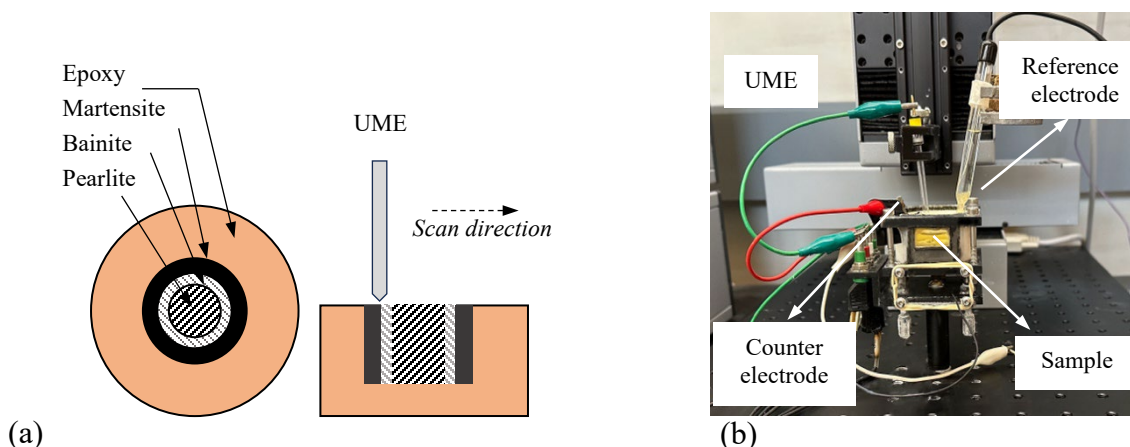 Epoxy
Martensite
Bainite
Pearlite
UME
Scan direction
(a)
UME
Reference
electrode
Counter
electrode
Sample
(b)